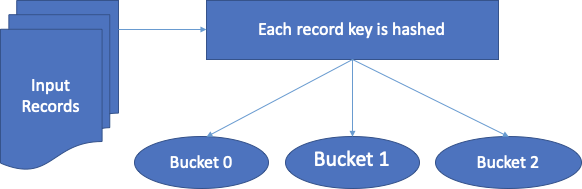 Each record key is hashed
Input
Records
Bucket 0
Bucket 1
Bucket 2